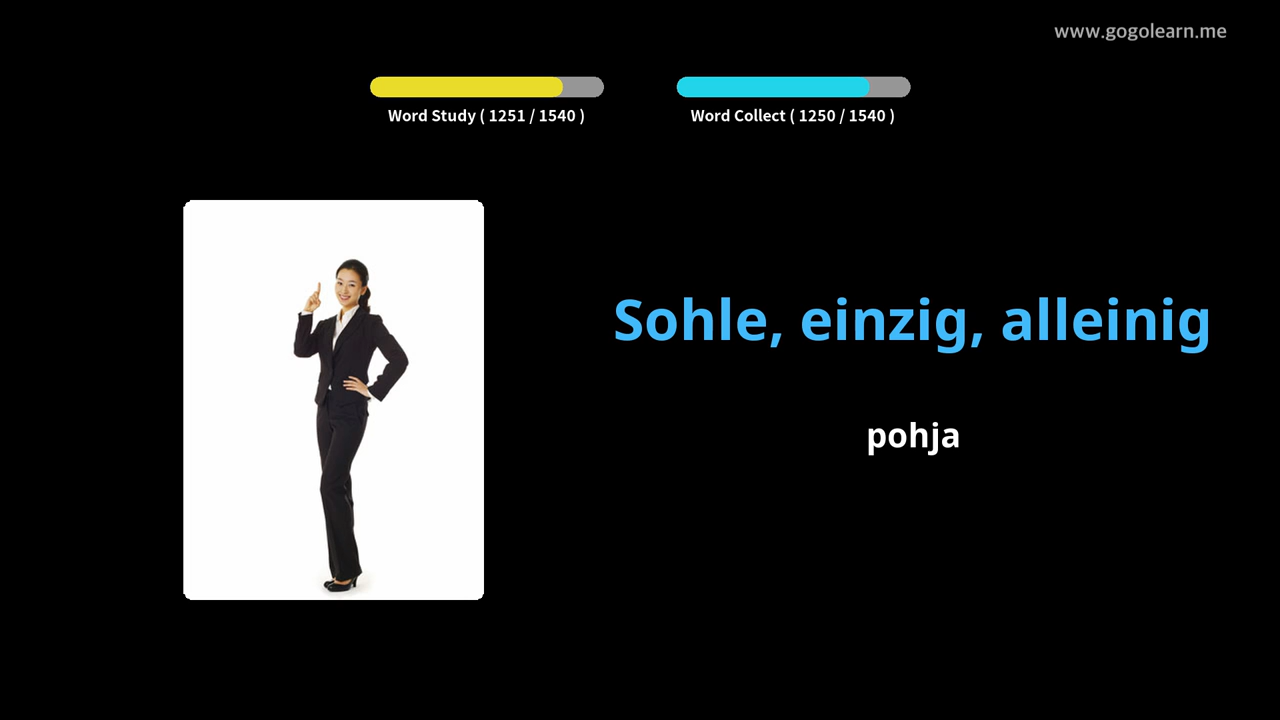 www.gogolearn.me
Word Study ( 1251 / 1540 )
Word Collect ( 1250 / 1540 )
Sohle, einzig, alleinig
pohja